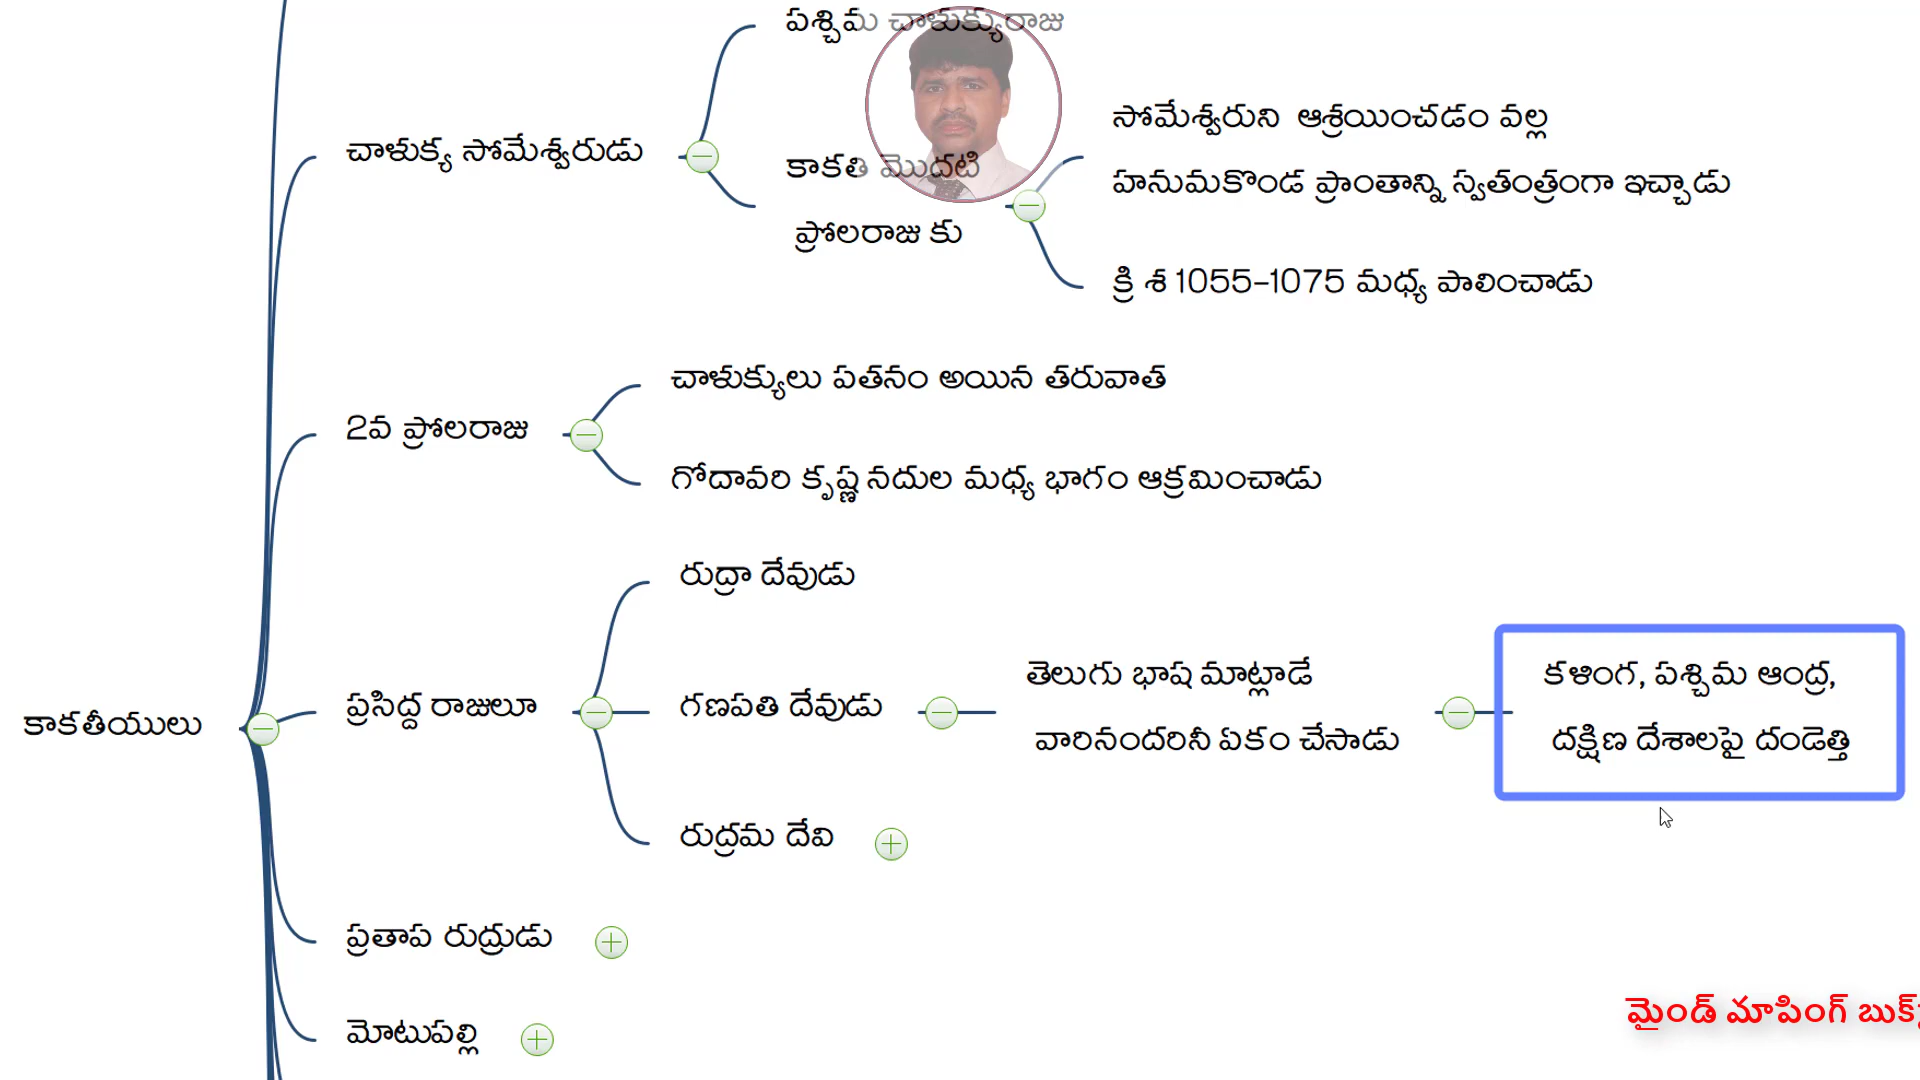 పశ్చిమ చాళుక్యరాజు
చాళుక్య సోమేశ్వరుడు
కాకతి మొదటి
ప్రోలరాజు కు
సోమేశ్వరుని ఆశ్రయించడం వల్ల
హనుమకొండ ప్రాంతాన్ని స్వతంత్రంగా ఇచ్చాడు
క్రి శ 1055-1075 మధ్య పాలించాడు
2వ ప్రోలరాజు
చాళుక్యులు పతనం అయిన తరువాత
గోదావరి కృష్ణ నదుల మధ్య భాగం ఆక్రమించాడు
కాకతీయులు
ప్రసిద్ద రాజులూ
రుద్రా దేవుడు
గణపతి దేవుడు
తెలుగు భాష మాట్లాడే
వారినందరినీ ఏకం చేసాడు
కళింగ, పశ్చిమ ఆంద్ర,
దక్షిణ దేశాలపై దండెత్తి
రుద్రమ దేవి
ప్రతాప రుద్రుడు
మోటుపల్లి
మైండ్ మాపింగ్ బుక్స్